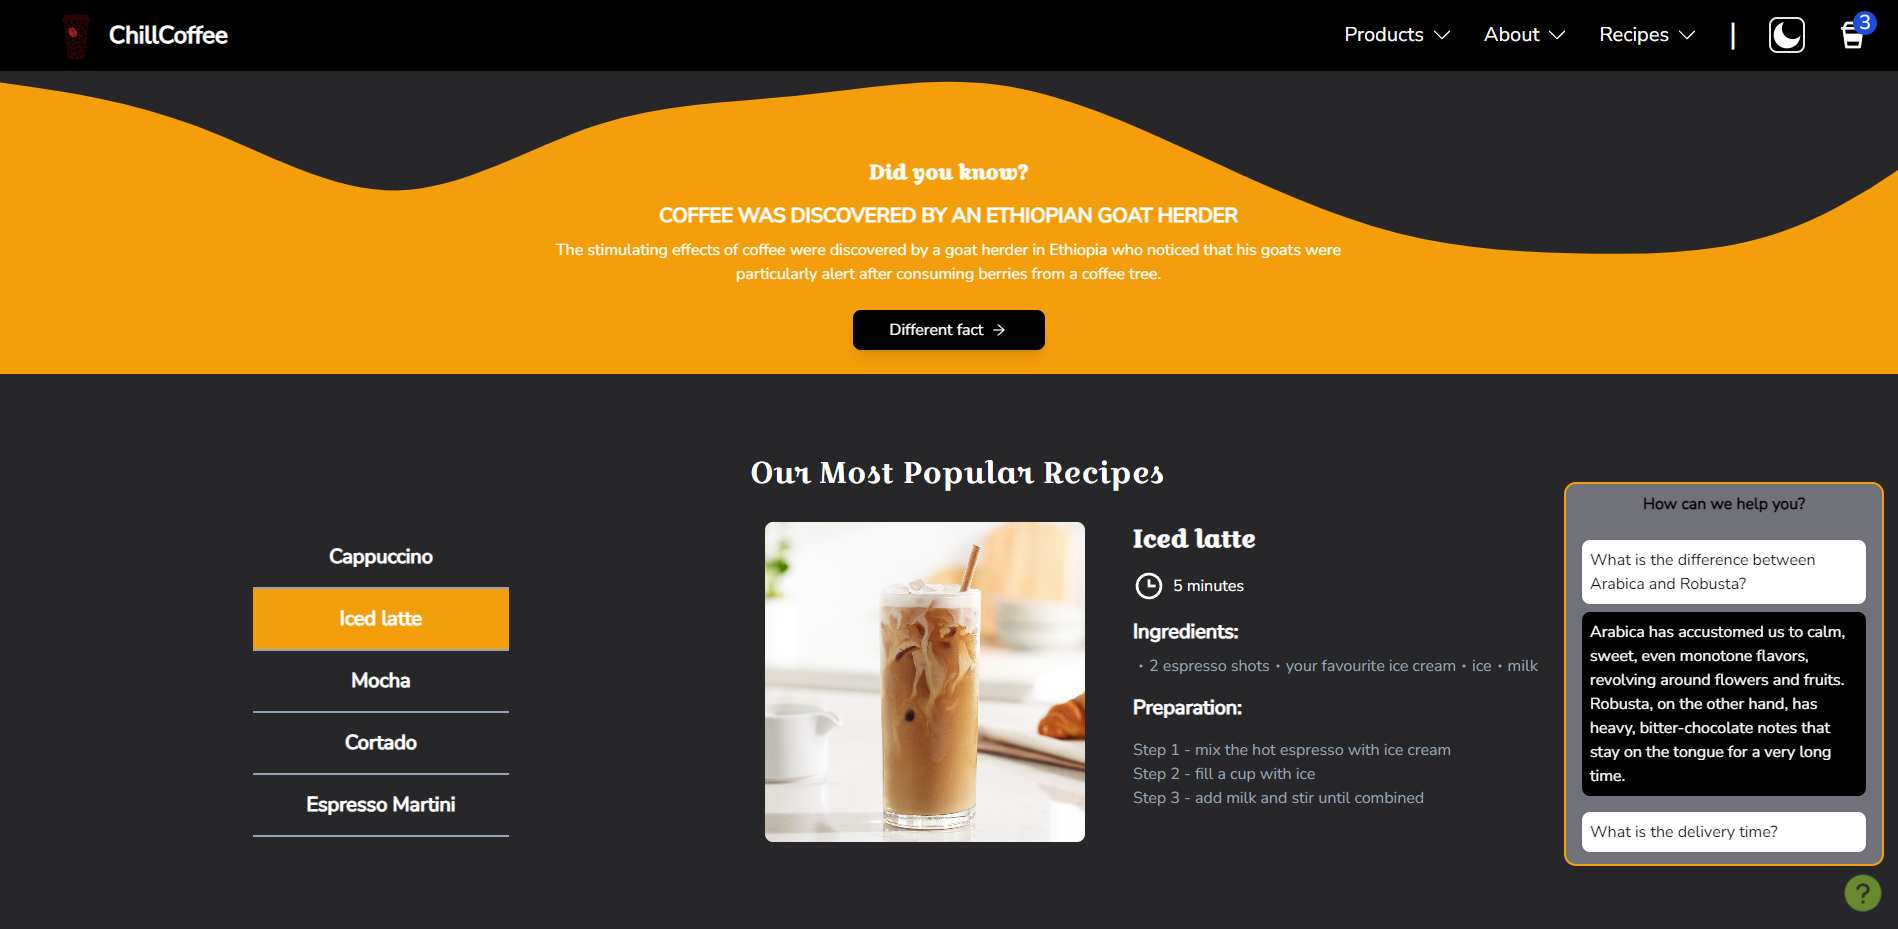 ChillCoffee
Products
About
Recipes
|
3
Did you know?
COFFEE WAS DISCOVERED BY AN ETHIOPIAN GOAT HERDER
The stimulating effects of coffee were discovered by a goat herder in Ethiopia who noticed that his goats were
particularly alert after consuming berries from a coffee tree.
Different fact →
Our Most Popular Recipes
Cappuccino
Iced latte
Mocha
Cortado
Espresso Martini
Iced latte
5 minutes
Ingredients:
• 2 espresso shots • your favourite ice cream • ice • milk
Preparation:
Step 1 - mix the hot espresso with ice cream
Step 2 - fill a cup with ice
Step 3 - add milk and stir until combined
How can we help you?
What is the difference between
Arabica and Robusta?
Arabica has accustomed us to calm,
sweet, even monotone flavors,
revolving around flowers and fruits.
Robusta, on the other hand, has
heavy, bitter-chocolate notes that
stay on the tongue for a very long
time.
What is the delivery time?
?